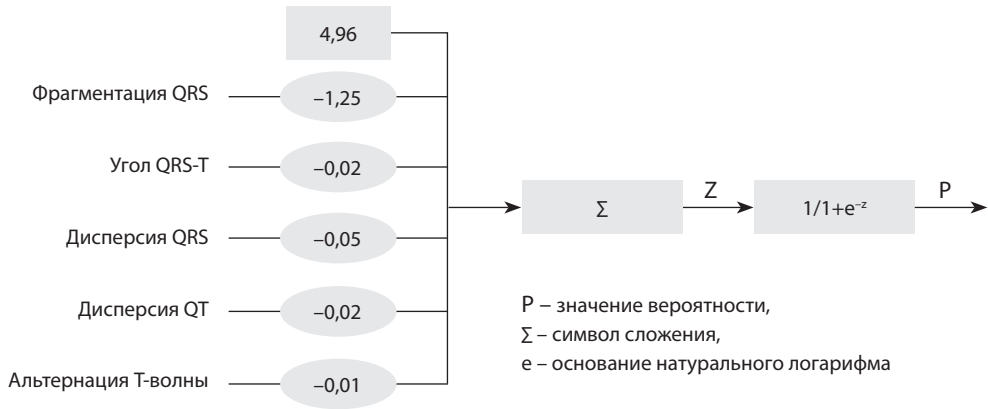 4,96
Фрагментация QRS –1,25
Угол QRS-T –0,02
Дисперсия QRS –0,05
Дисперсия QT –0,02
Альтернация Т-волны –0,01
Σ
Z
1/1+e⁻ᶻ
P
P – значение вероятности,
Σ – символ сложения,
e – основание натурального логарифма